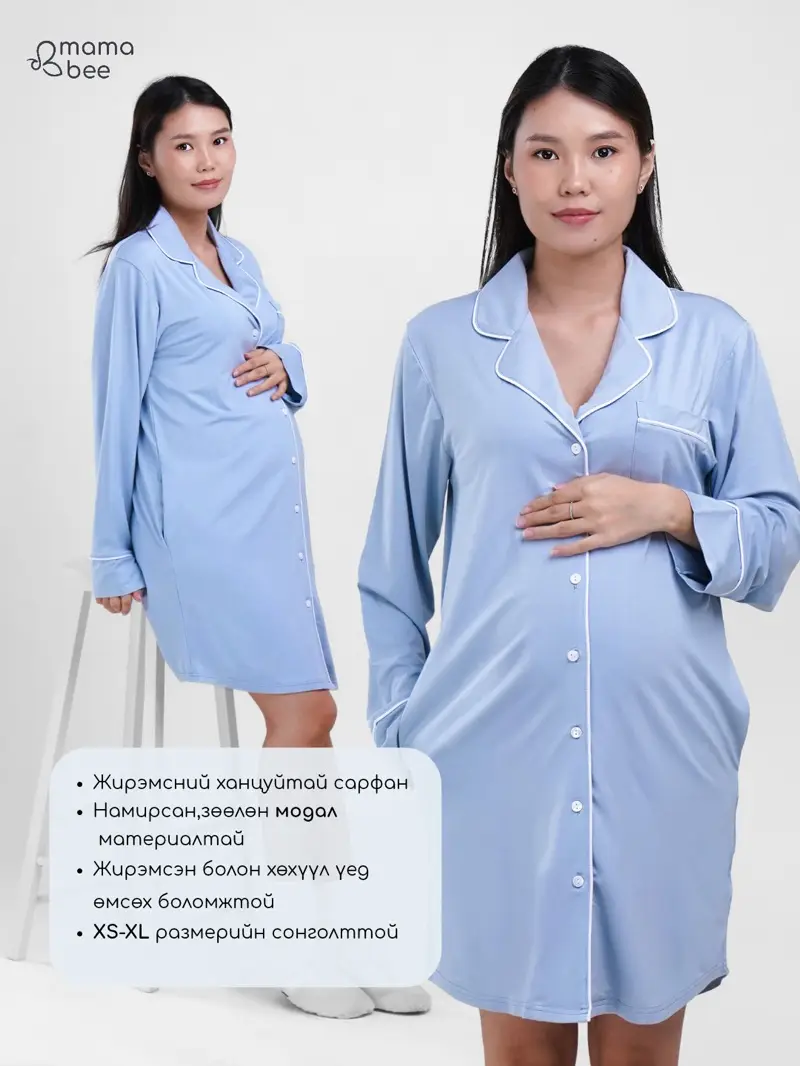 mama
bee
• Жирэмсний ханцуйтай сарфан
• Намирсан,зөөлөн модал
материалтай
• Жирэмсэн болон хөхүүл үед
өмсөх боломжтой
• XS-XL размерийн сонголттой